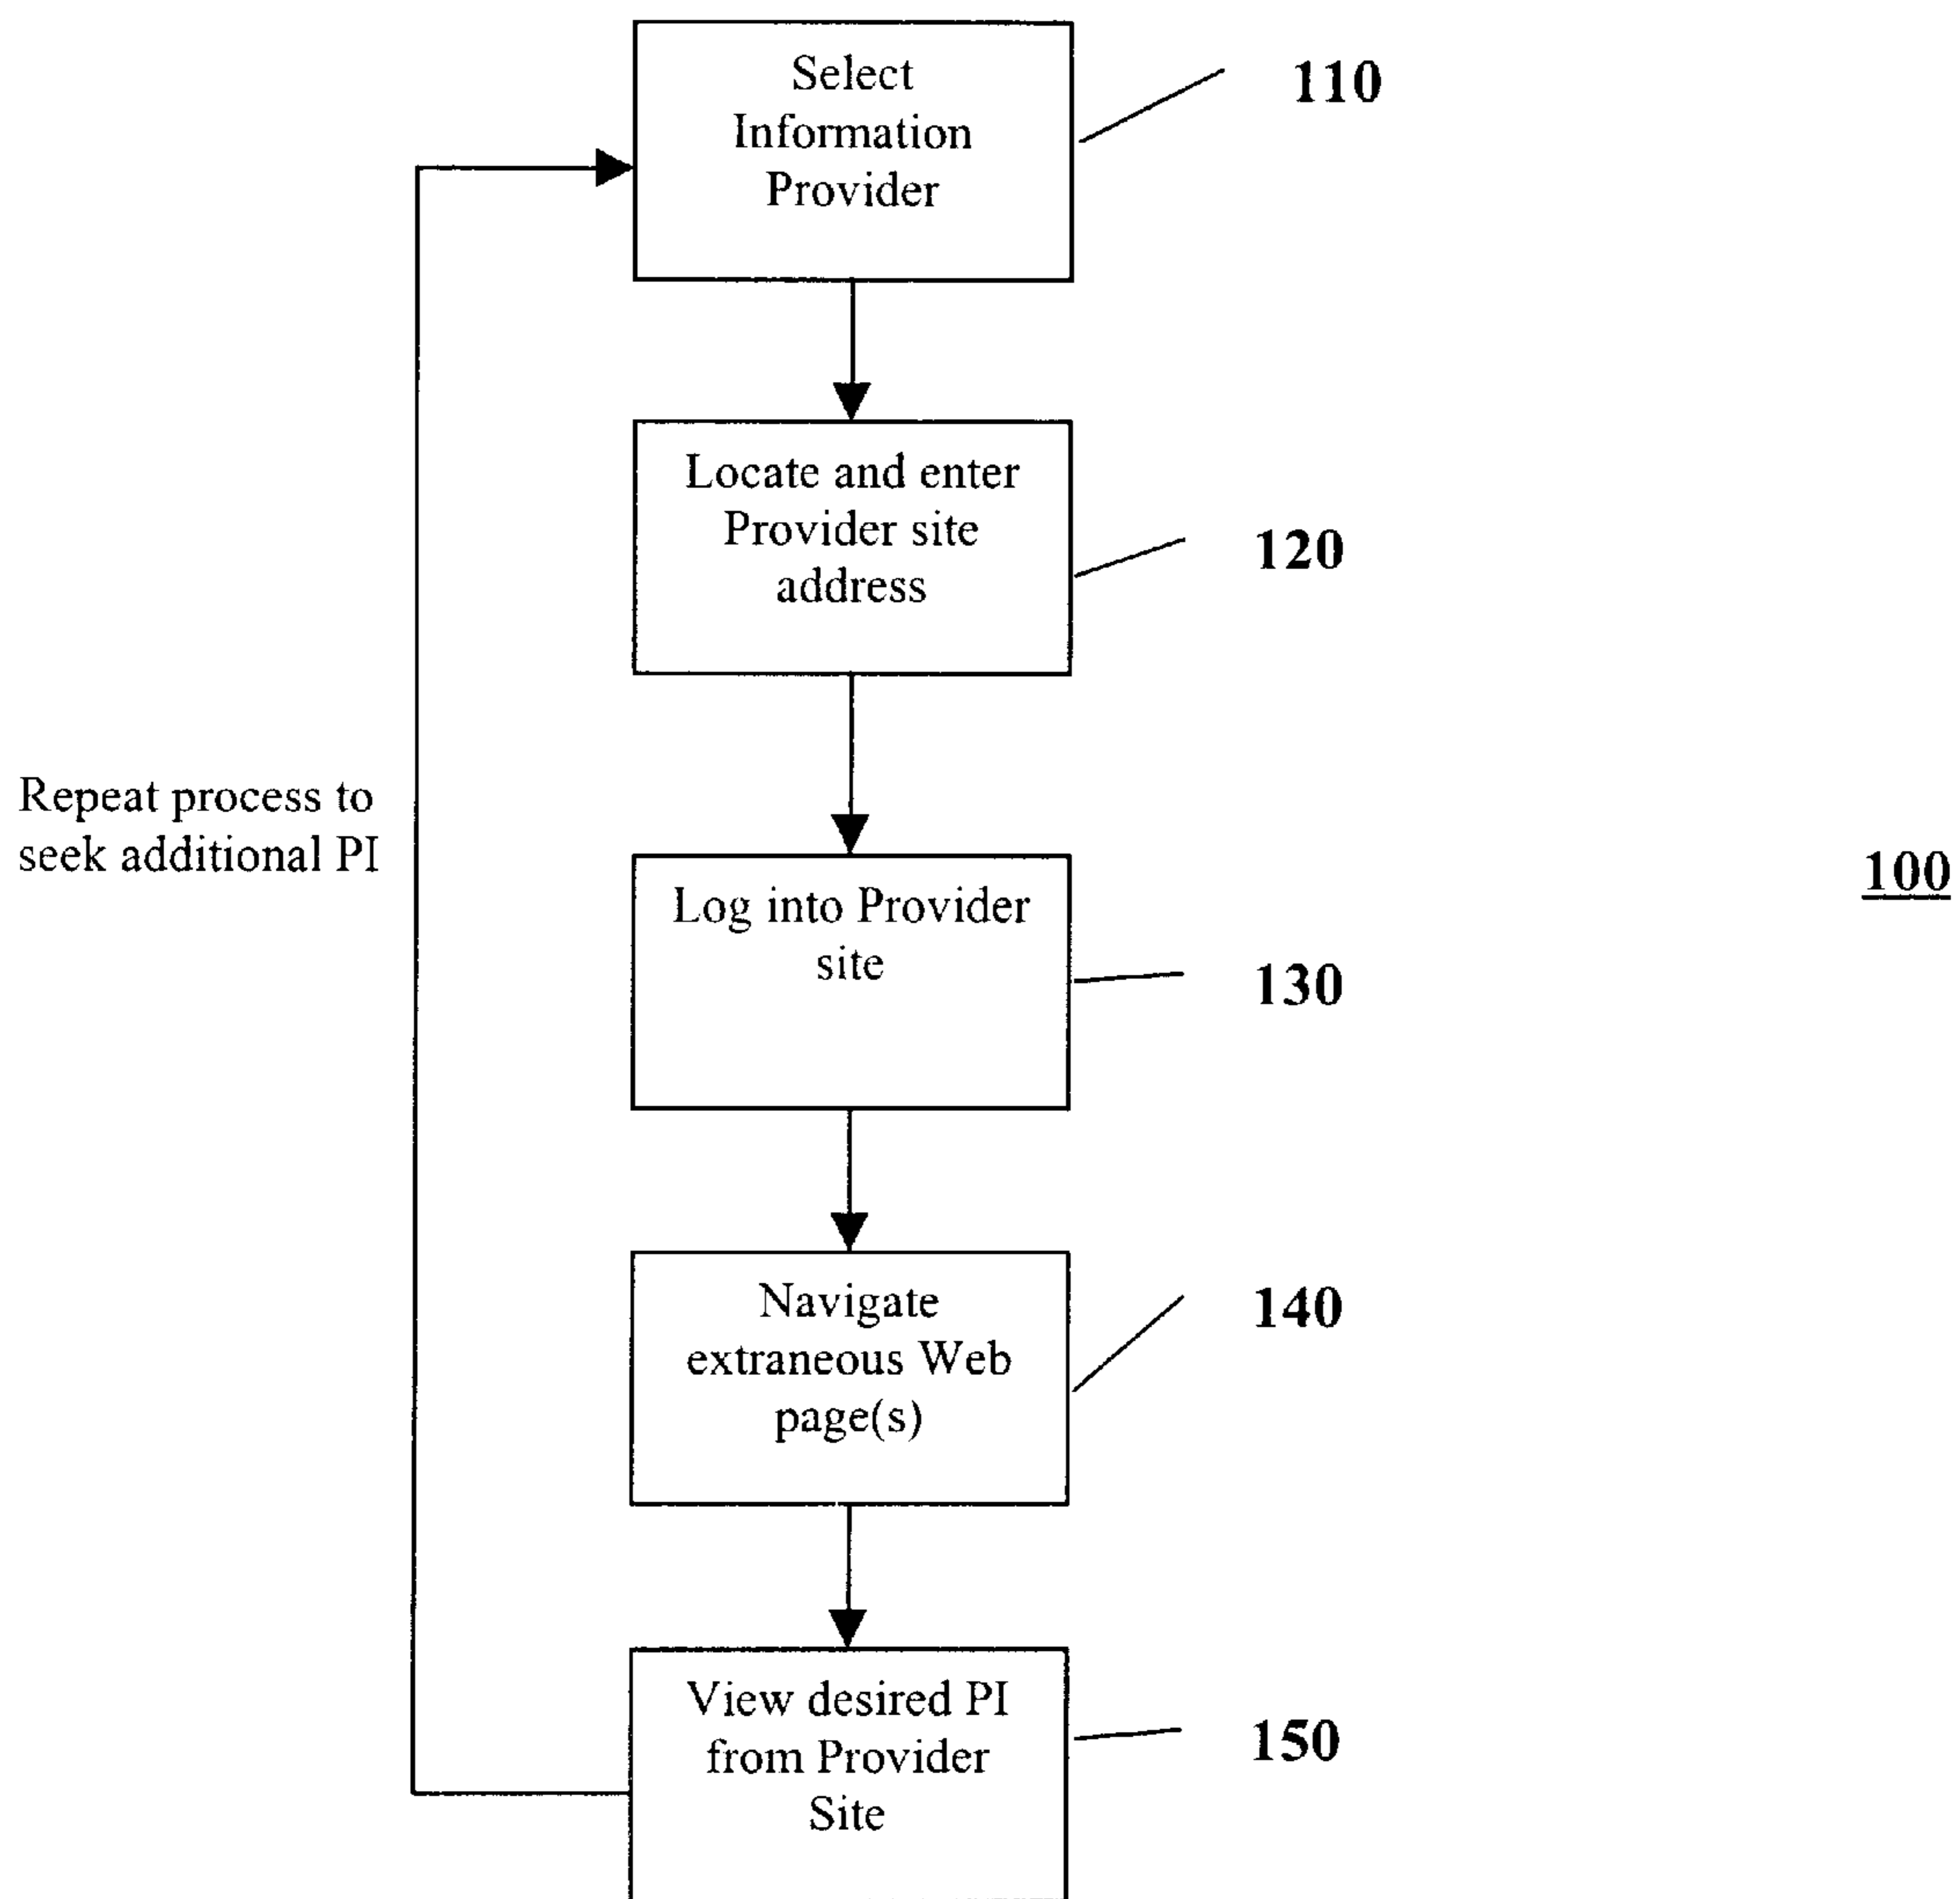 Select
Information
Provider
110
Locate and enter
Provider site
address
120
Repeat process to
seek additional PI
100
Log into Provider
site
130
Navigate
extraneous Web
page(s)
140
View desired PI
from Provider
Site
150